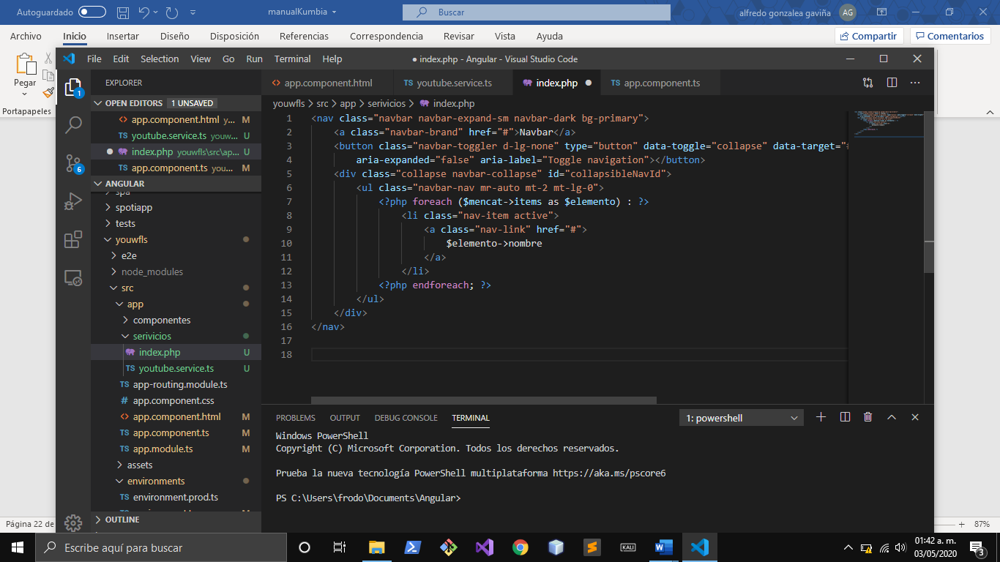 Autoguardado
manualKumbia
Buscar
alfredo gonzalea gaviña
AG
Archivo Inicio Insertar Diseño Disposición Referencias Correspondencia Revisar Vista Ayuda
Compartir
Comentarios
Pegar
Portapapeles
File Edit Selection View Go Run Terminal Help
● index.php - Angular - Visual Studio Code
1
6
EXPLORER
OPEN EDITORS 1 UNSAVED
<> app.component.html y... M
TS youtube.service.ts youw... U
● index.php youwfls\src\ap... U
TS app.component.ts you... M
ANGULAR
spa
spotiapp
tests
youwfls
e2e
node_modules
src
app
componentes
serivicios
index.php U
TS youtube.service.ts U
TS app-routing.module.ts
# app.component.css
<> app.component.html M
TS app.component.ts M
TS app.module.ts M
assets
environments
TS environment.prod.ts
OUTLINE
<> app.component.html
TS youtube.service.ts
index.php ●
TS app.component.ts
youwfls > src > app > serivicios > index.php
1 <nav class="navbar navbar-expand-sm navbar-dark bg-primary">
2 <a class="navbar-brand" href="#">Navbar</a>
3 <button class="navbar-toggler d-lg-none" type="button" data-toggle="collapse" data-target="#
4 aria-expanded="false" aria-label="Toggle navigation"></button>
5 <div class="collapse navbar-collapse" id="collapsibleNavId">
6 <ul class="navbar-nav mr-auto mt-2 mt-lg-0">
7 <?php foreach ($mencat->items as $elemento) : ?>
8 <li class="nav-item active">
9 <a class="nav-link" href="#">
10 $elemento->nombre
11 </a>
12 </li>
13 <?php endforeach; ?>
14 </ul>
15 </div>
16 </nav>
17
18
PROBLEMS OUTPUT DEBUG CONSOLE TERMINAL
1: powershell
Windows PowerShell
Copyright (C) Microsoft Corporation. Todos los derechos reservados.
Prueba la nueva tecnología PowerShell multiplataforma https://aka.ms/pscore6
PS C:\Users\frodo\Documents\Angular>
Página 22 de
87%
Escribe aquí para buscar
KALI
01:42 a. m.
03/05/2020
3